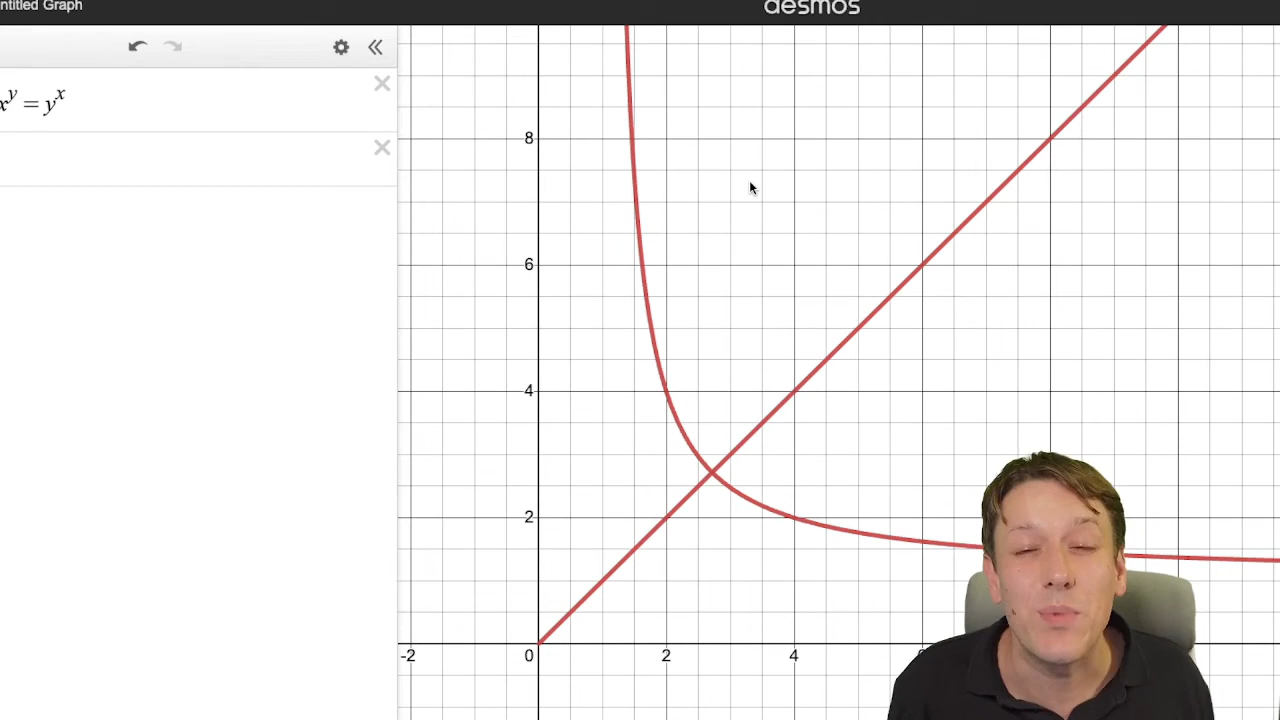 ntitled Graph
desmos
x^y = y^x
8
6
4
2
-2 0 2 4